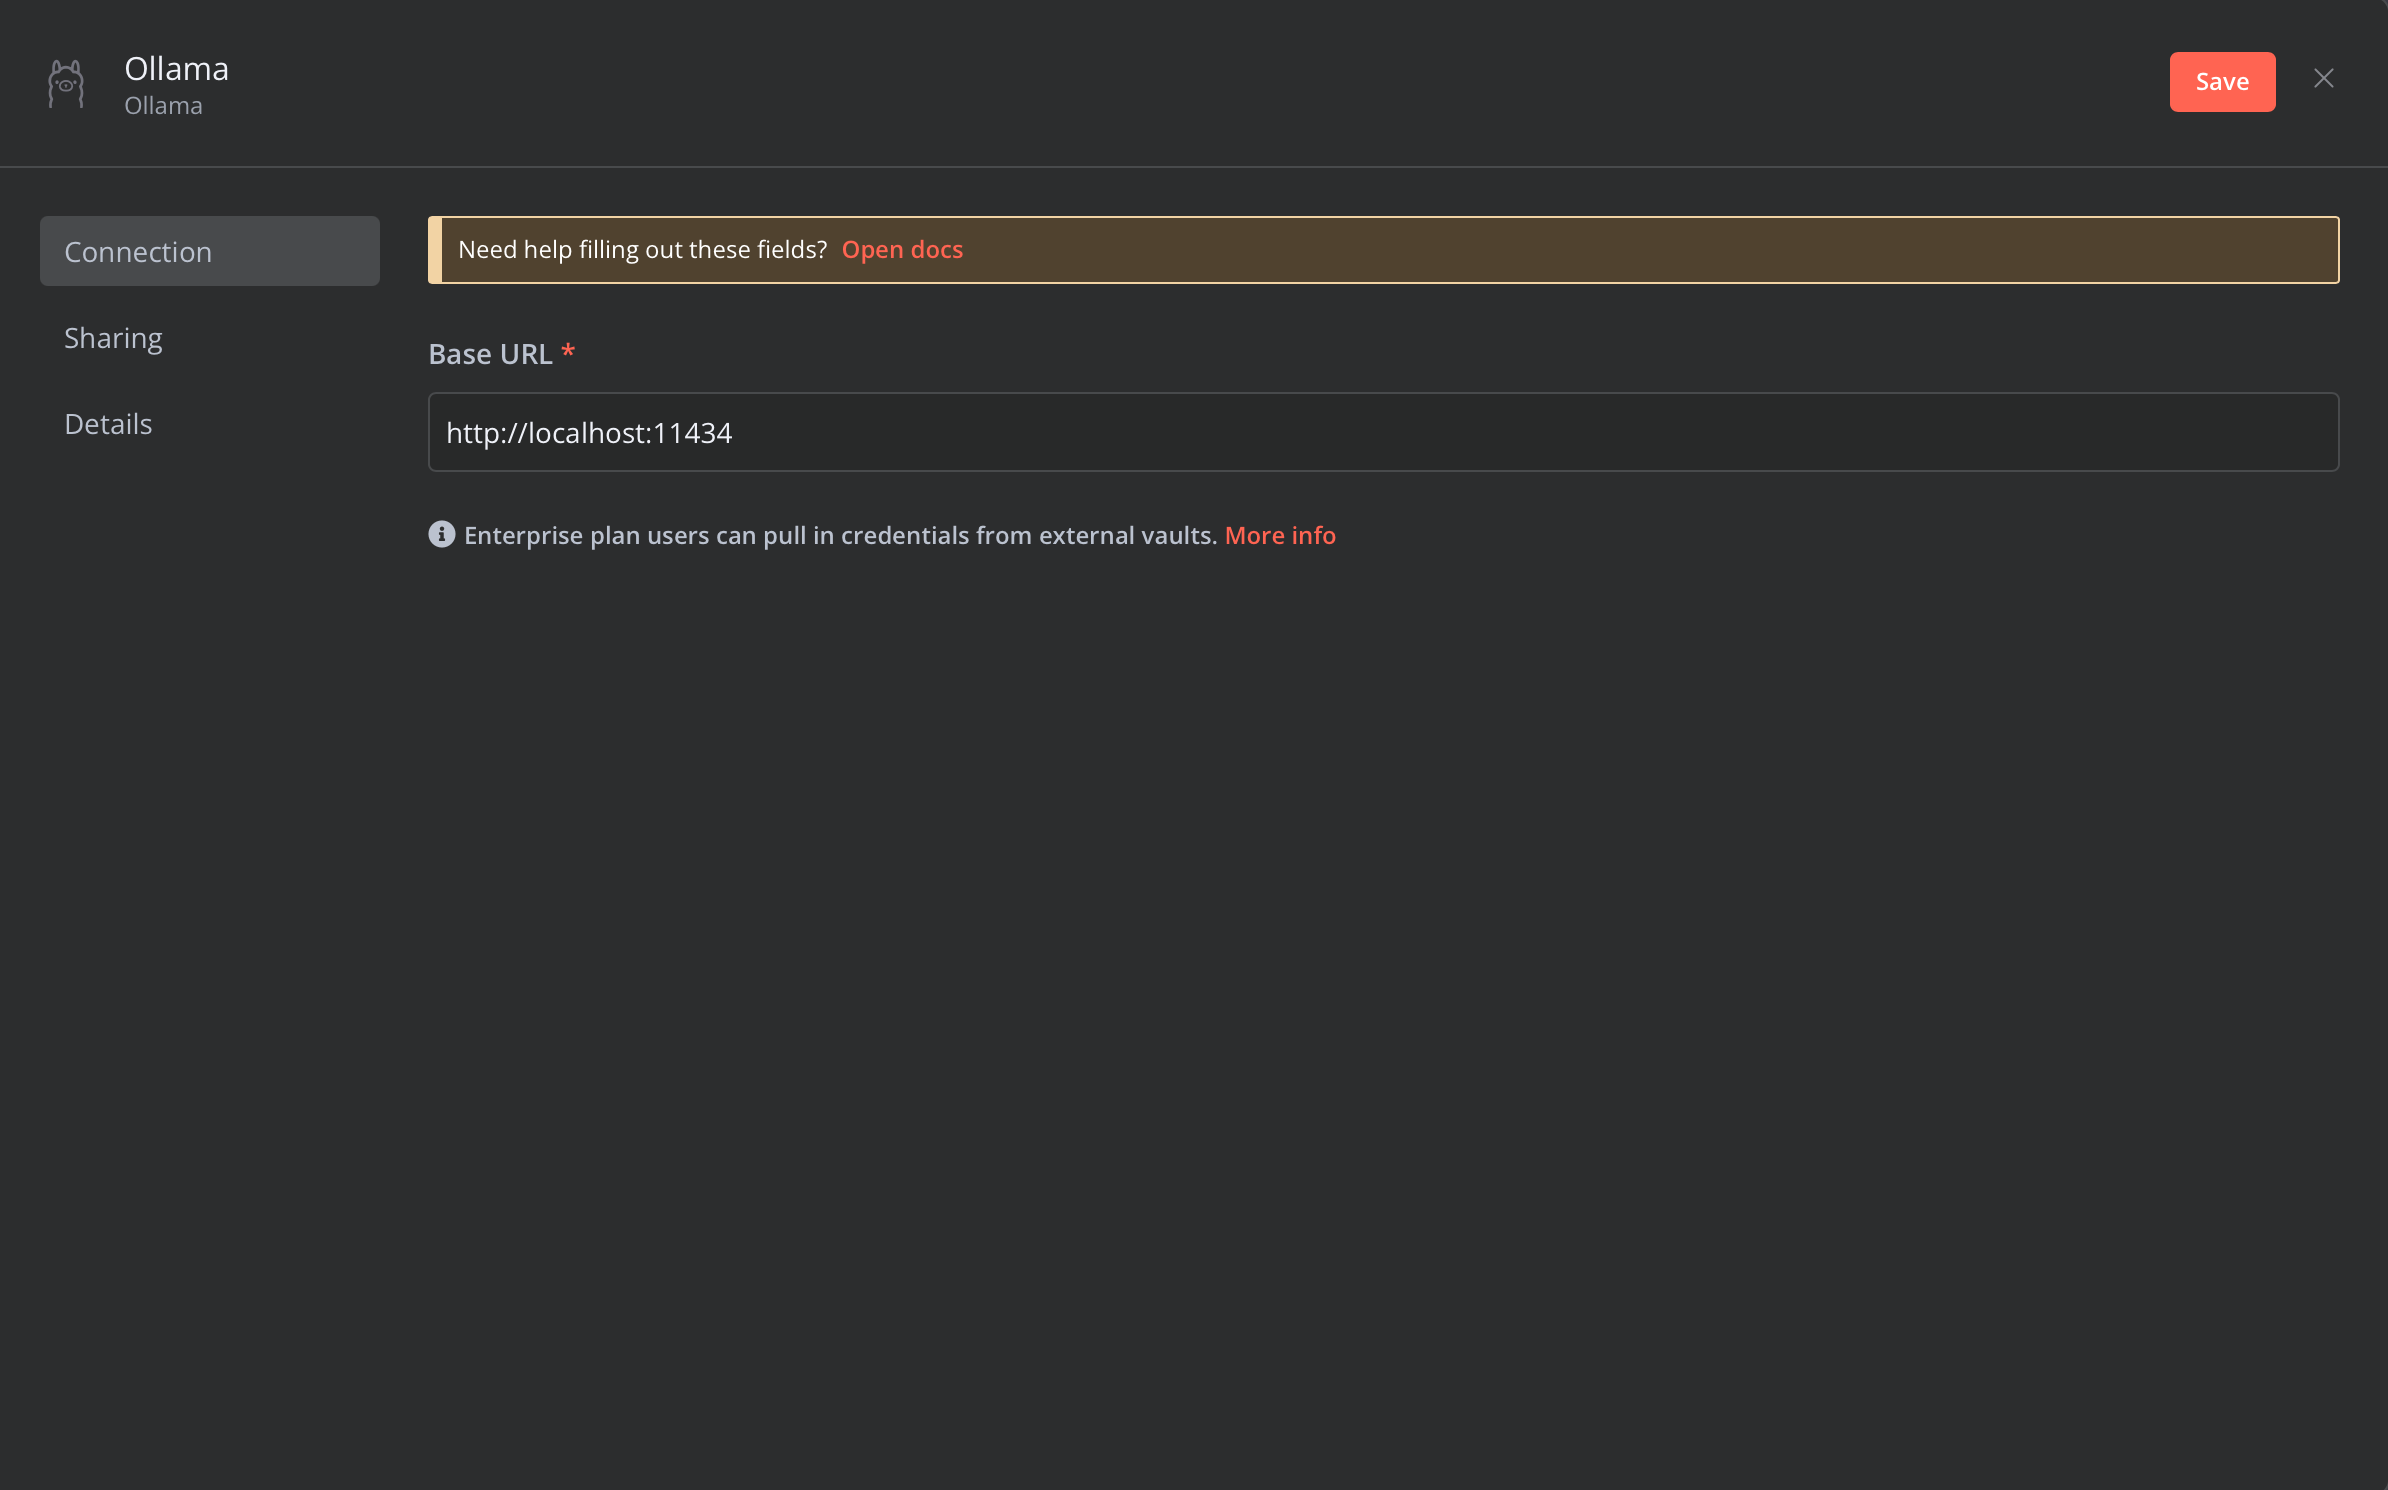 Ollama
Ollama
Save
Connection
Sharing
Details
Need help filling out these fields? Open docs
Base URL *
http://localhost:11434
Enterprise plan users can pull in credentials from external vaults. More info